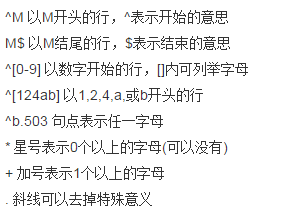 ^M 以M开头的行，^表示开始的意思
M$ 以M结尾的行，$表示结束的意思
^[0-9] 以数字开始的行，[]内可列举字母
^[124ab] 以1,2,4,a,或b开头的行
^b.503 句点表示任一字母
* 星号表示0个以上的字母(可以没有)
+ 加号表示1个以上的字母
. 斜线可以去掉特殊意义